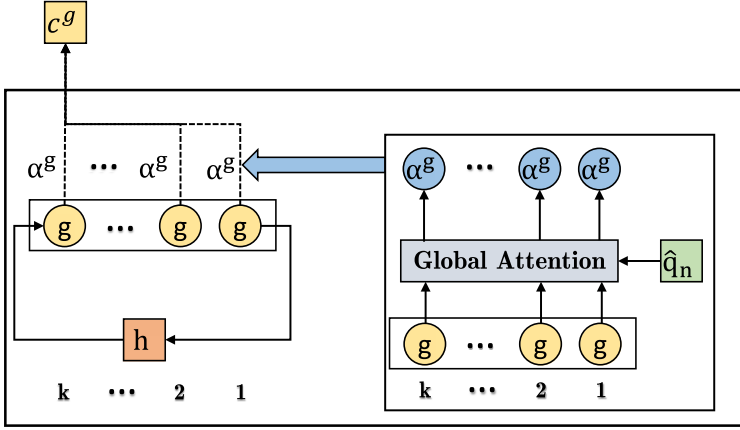 c^g
α^g ··· α^g α^g
g ··· g g
h
k ··· 2 1
α^g ··· α^g α^g
Global Attention
q̂_n
g ··· g g
k ··· 2 1